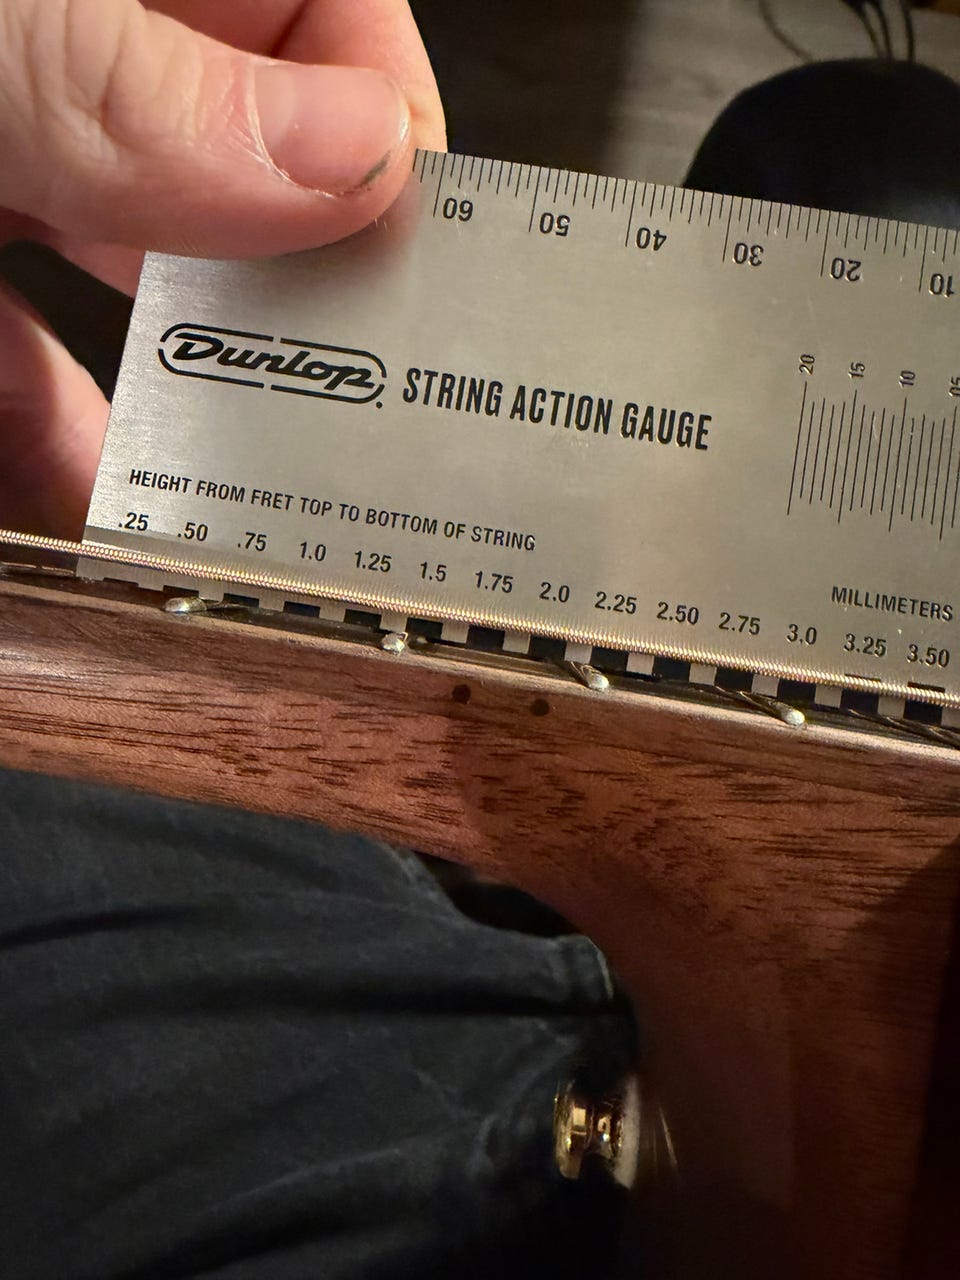 60 50 40 30 20 10
20 15 10 05
Dunlop.
STRING ACTION GAUGE
HEIGHT FROM FRET TOP TO BOTTOM OF STRING
.25 .50 .75 1.0 1.25 1.5 1.75 2.0 2.25 2.50 2.75 3.0 3.25 3.50
MILLIMETERS